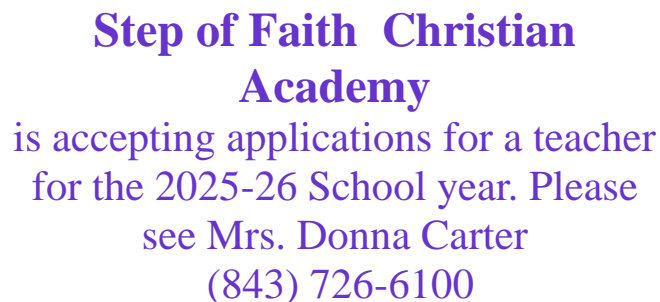 Step of Faith  Christian
Academy
is accepting applications for a teacher
for the 2025-26 School year. Please
see Mrs. Donna Carter
(843) 726-6100